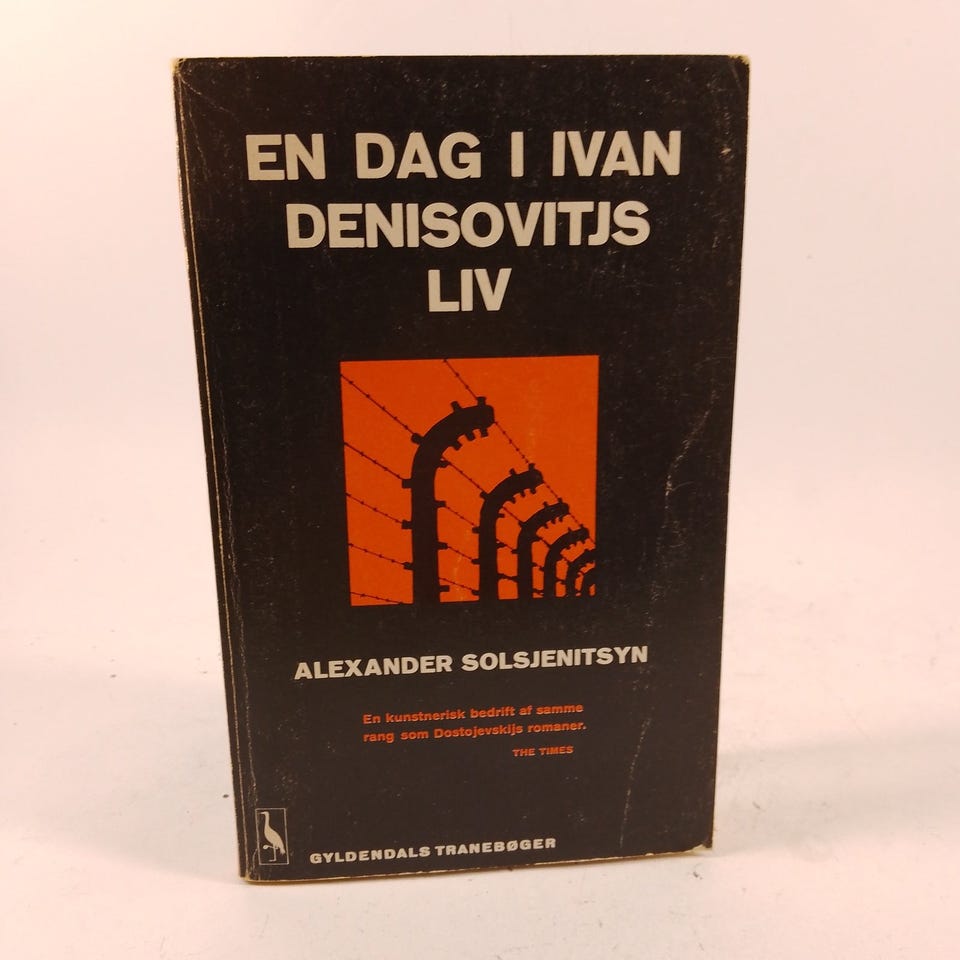 EN DAG I IVAN
DENISOVITJS
LIV
ALEXANDER SOLSJENITSYN
En kunstnerisk bedrift af samme
rang som Dostojevskijs romaner.
THE TIMES
GYLDENDALS TRANEBØGER